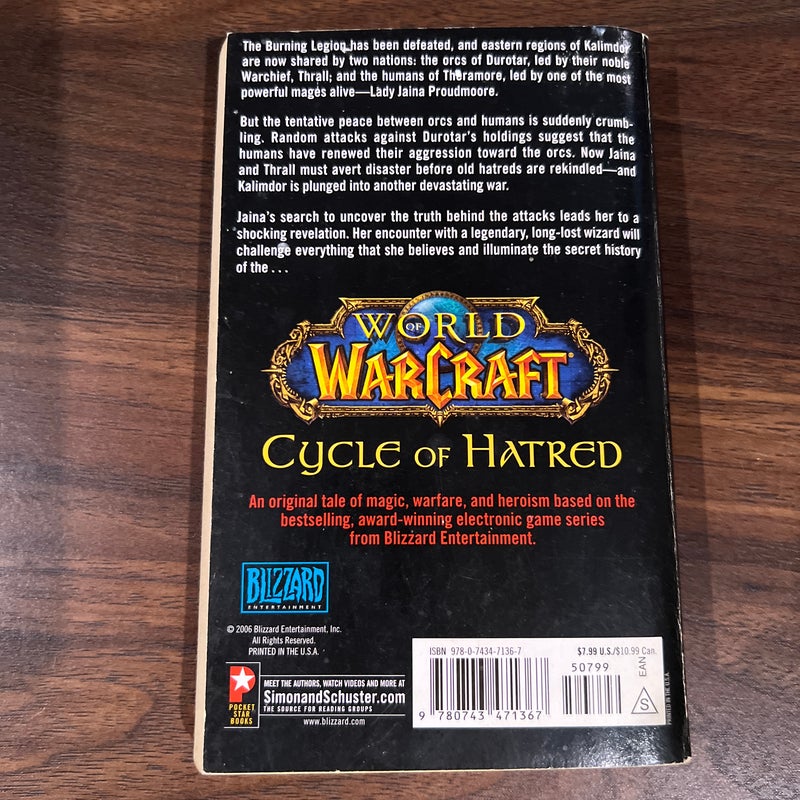 The Burning Legion has been defeated, and eastern regions of Kalimdor
are now shared by two nations: the orcs of Durotar, led by their noble
Warchief, Thrall; and the humans of Theramore, led by one of the most
powerful mages alive—Lady Jaina Proudmoore.
But the tentative peace between orcs and humans is suddenly crumb-
ling. Random attacks against Durotar's holdings suggest that the
humans have renewed their aggression toward the orcs. Now Jaina
and Thrall must avert disaster before old hatreds are rekindled—and
Kalimdor is plunged into another devastating war.
Jaina's search to uncover the truth behind the attacks leads her to a
shocking revelation. Her encounter with a legendary, long-lost wizard will
challenge everything that she believes and illuminate the secret history
of the . . .
WORLD OF
WARCRAFT®
CYCLE OF HATRED
An original tale of magic, warfare, and heroism based on the
bestselling, award-winning electronic game series
from Blizzard Entertainment.
BLIZZARD
ENTERTAINMENT
© 2006 Blizzard Entertainment, Inc.
All Rights Reserved.
PRINTED IN THE U.S.A.
POCKET
STAR
BOOKS
MEET THE AUTHORS, WATCH VIDEOS AND MORE AT
SimonandSchuster.com
THE SOURCE FOR READING GROUPS
www.blizzard.com
ISBN 978-0-7434-7136-7
$7.99 U.S./$10.99 Can.
50799
9 780743 471367
EAN
S
PRINTED IN THE U.S.A.